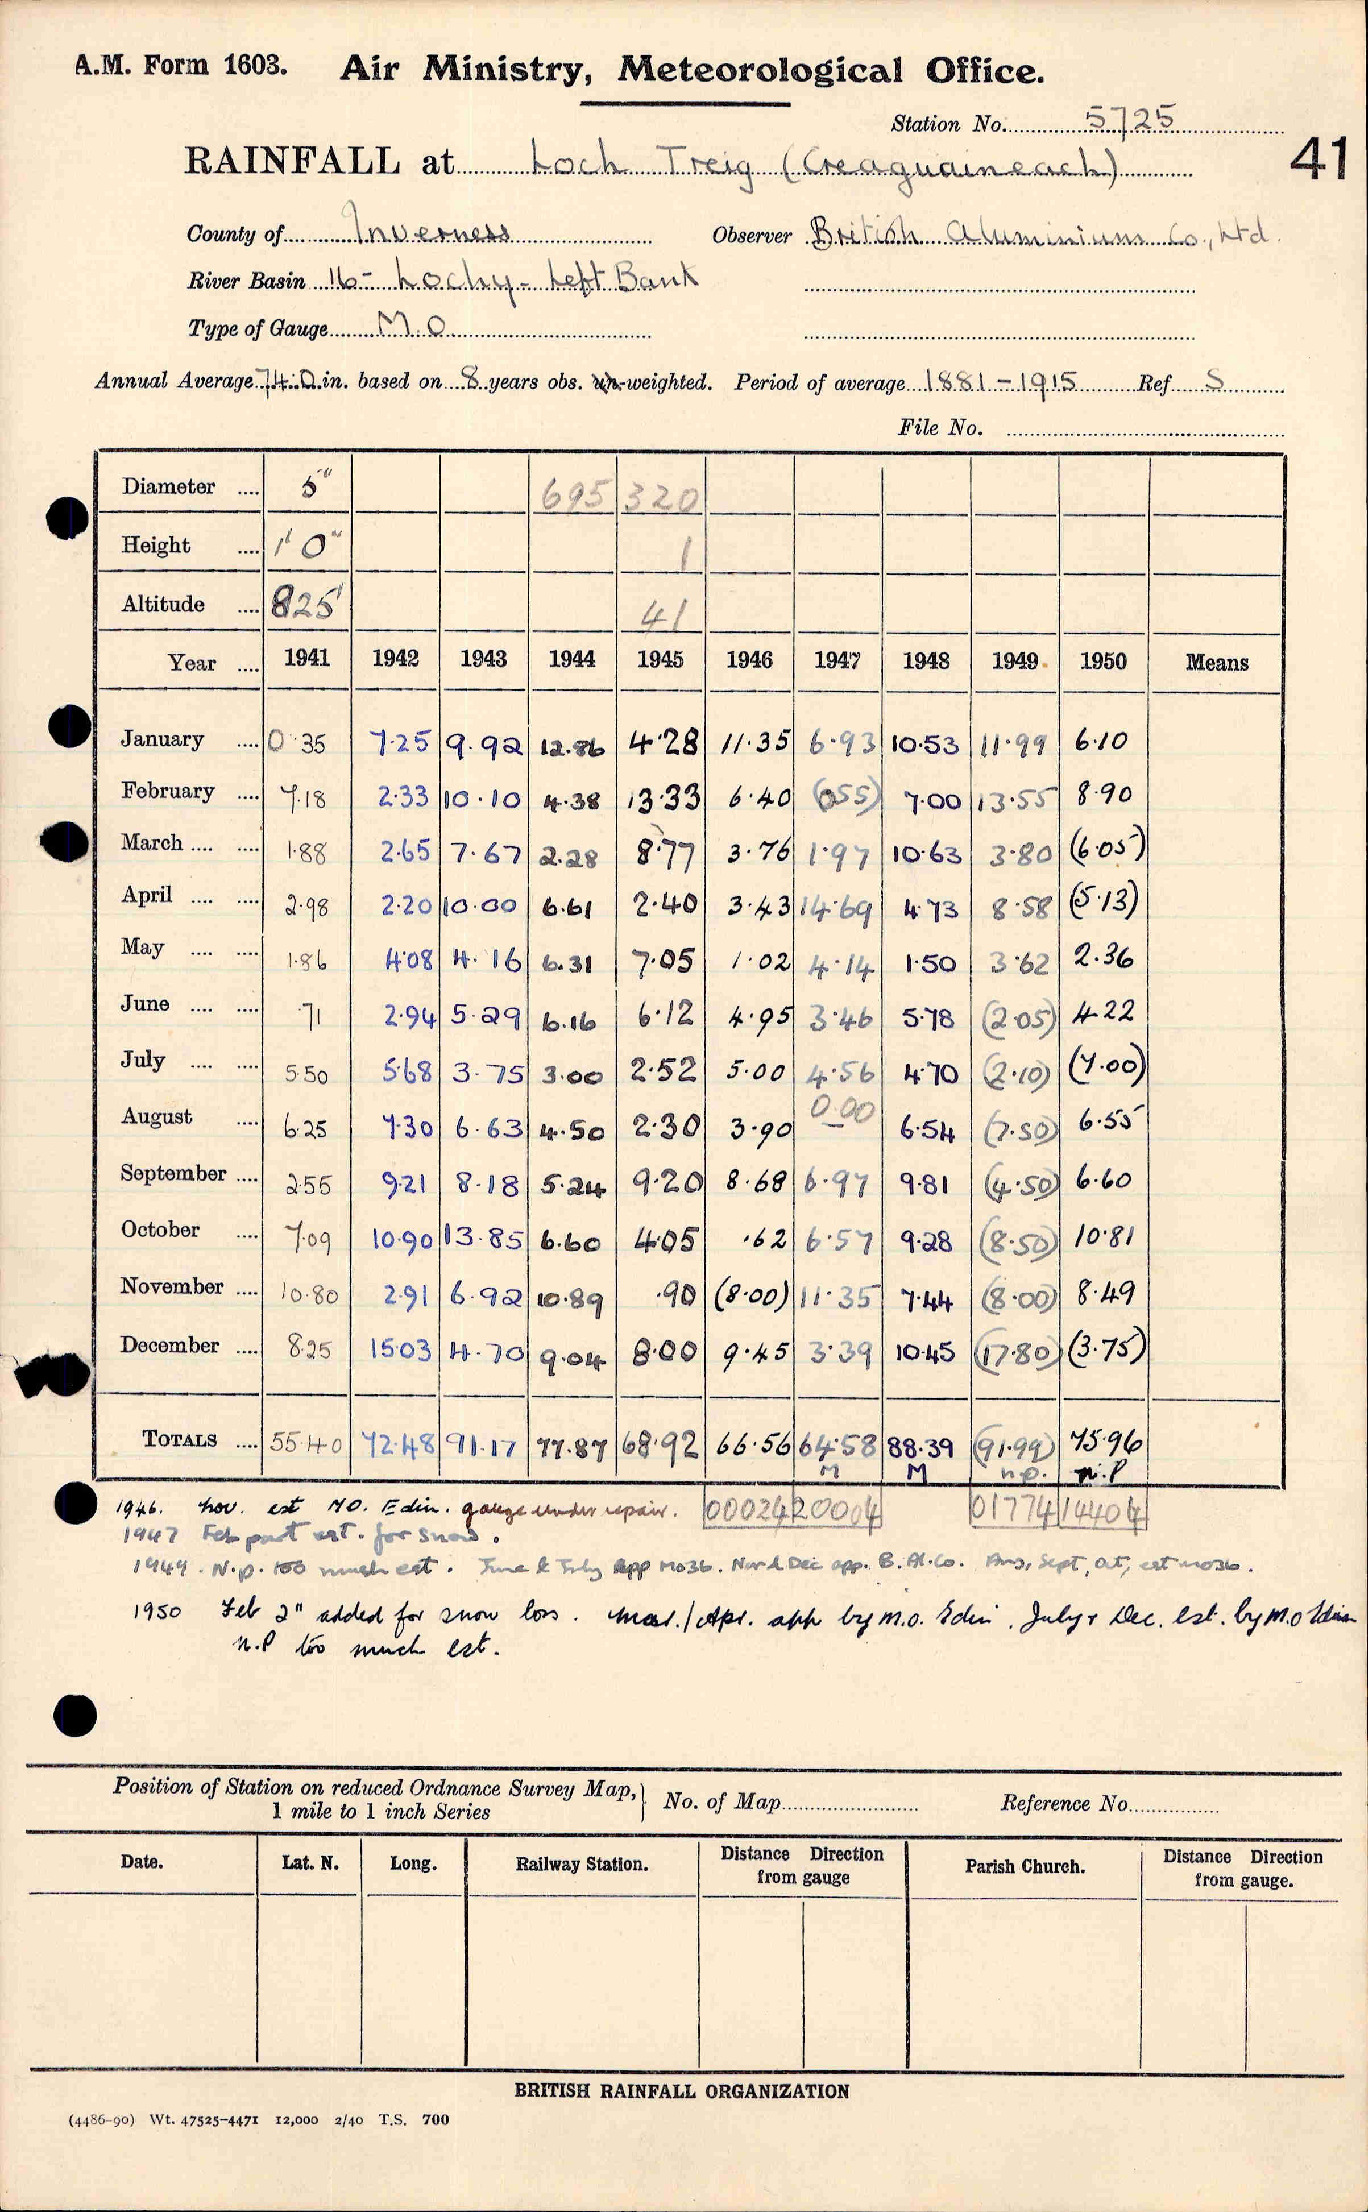 A.M. Form 1603. Air Ministry, Meteorological Office.
Station No. 5725
41
RAINFALL at Loch Treig (Creaguaineach)
County of Inverness Observer British Aluminium Co., Ltd.
River Basin 16 - Lochy - Left Bank
Type of Gauge M.O
Annual Average 74.0 in. based on 8 years obs. un-weighted. Period of average 1881-1915 Ref S
File No.
Diameter .... 5" 695 320
Height .... 1' 0" 1
Altitude .... 825' 41
Year .... 1941 1942 1943 1944 1945 1946 1947 1948 1949 1950 Means
January .... 0.35 7.25 9.92 12.86 4.28 11.35 6.93 10.53 11.99 6.10
February .... 7.18 2.33 10.10 4.38 13.33 6.40 (0.55) 7.00 13.55 8.90
March .... .... 1.88 2.65 7.67 2.28 8.77 3.76 1.97 10.63 3.80 (6.05)
April .... .... 2.98 2.20 10.00 6.61 2.40 3.43 14.69 4.73 8.58 (5.13)
May .... .... 1.86 4.08 4.16 6.31 7.05 1.02 4.14 1.50 3.62 2.36
June .... .... .71 2.94 5.29 6.16 6.12 4.95 3.46 5.78 (2.05) 4.22
July .... .... 5.50 5.68 3.75 3.00 2.52 5.00 4.56 4.70 (2.10) (7.00)
August .... 6.25 7.30 6.63 4.50 2.30 3.90 0.00 6.54 (7.50) 6.55
September .... 2.55 9.21 8.18 5.24 9.20 8.68 6.97 9.81 (4.50) 6.60
October .... 7.09 10.90 13.85 6.60 4.05 .62 6.57 9.28 (8.50) 10.81
November .... 10.80 2.91 6.92 10.89 .90 (8.00) 11.35 7.44 (8.00) 8.49
December .... 8.25 15.03 4.70 9.04 8.00 9.45 3.39 10.45 (17.80) (3.75)
TOTALS .... 55.40 72.48 91.17 77.87 68.92 66.56 64.58 88.39 (91.99) 75.96
M M n.p. n.P
1946. Nov. est MO. Edin. gauge under repair. 00024 20004 01774 14404
1947 Feb part est. for snow.
1949. N.p. too much est. June & July app MO3b. Nov & Dec app. B. Al. Co. Aug, Sept, Oct, est MO3b.
1950 Feb 2" added for snow loss. Mar./Apr. app by M.O. Edin. July & Dec. est. by M.O Edin
n.P too much est.
Position of Station on reduced Ordnance Survey Map, 1 mile to 1 inch Series } No. of Map Reference No.
Date. Lat. N. Long. Railway Station. Distance Direction from gauge Parish Church. Distance Direction from gauge.
BRITISH RAINFALL ORGANIZATION
(4486-90) Wt. 47525-4471 12,000 2/40 T.S. 700